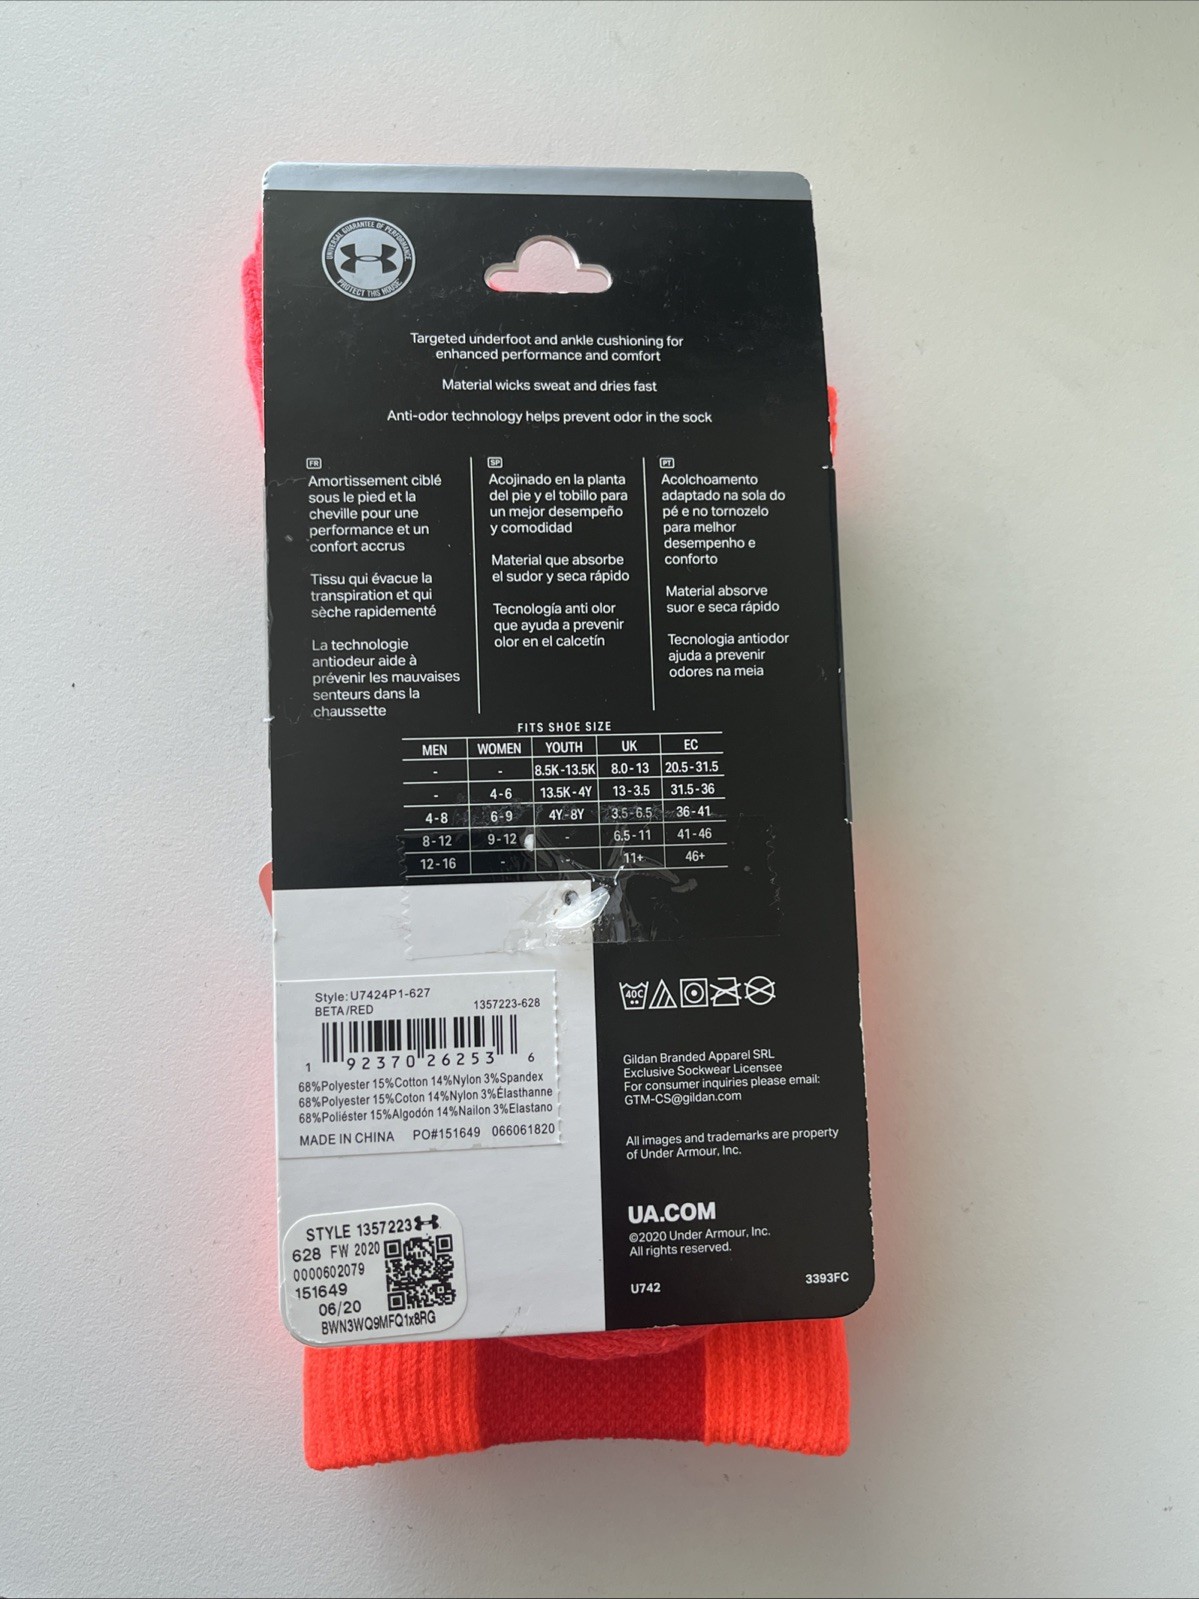 UNIVERSAL GUARANTEE OF PERFORMANCE
PROTECT THIS HOUSE
Targeted underfoot and ankle cushioning for
enhanced performance and comfort
Material wicks sweat and dries fast
Anti-odor technology helps prevent odor in the sock
FR
Amortissement ciblé
sous le pied et la
cheville pour une
performance et un
confort accrus
Tissu qui évacue la
transpiration et qui
sèche rapidementé
La technologie
antiodeur aide à
prévenir les mauvaises
senteurs dans la
chaussette
SP
Acojinado en la planta
del pie y el tobillo para
un mejor desempeño
y comodidad
Material que absorbe
el sudor y seca rápido
Tecnología anti olor
que ayuda a prevenir
olor en el calcetín
PT
Acolchoamento
adaptado na sola do
pé e no tornozelo
para melhor
desempenho e
conforto
Material absorve
suor e seca rápido
Tecnologia antiodor
ajuda a prevenir
odores na meia
FITS SHOE SIZE
MEN WOMEN YOUTH UK EC
- - 8.5K-13.5K 8.0-13 20.5-31.5
- 4-6 13.5K-4Y 13-3.5 31.5-36
4-8 6-9 4Y-8Y 3.5-6.5 36-41
8-12 9-12 - 6.5-11 41-46
12-16 - - 11+ 46+
Style:U7424P1-627
BETA/RED 1357223-628
1 92370 26253 6
68%Polyester 15%Cotton 14%Nylon 3%Spandex
68%Polyester 15%Coton 14%Nylon 3%Élasthanne
68%Poliéster 15%Algodón 14%Nailon 3%Elastano
MADE IN CHINA PO#151649 066061820
STYLE 1357223
628 FW 2020
0000602079
151649
06/20
BWN3WQ9MFQ1x8RG
40C
Gildan Branded Apparel SRL
Exclusive Sockwear Licensee
For consumer inquiries please email:
GTM-CS@gildan.com
All images and trademarks are property
of Under Armour, Inc.
UA.COM
©2020 Under Armour, Inc.
All rights reserved.
U742 3393FC